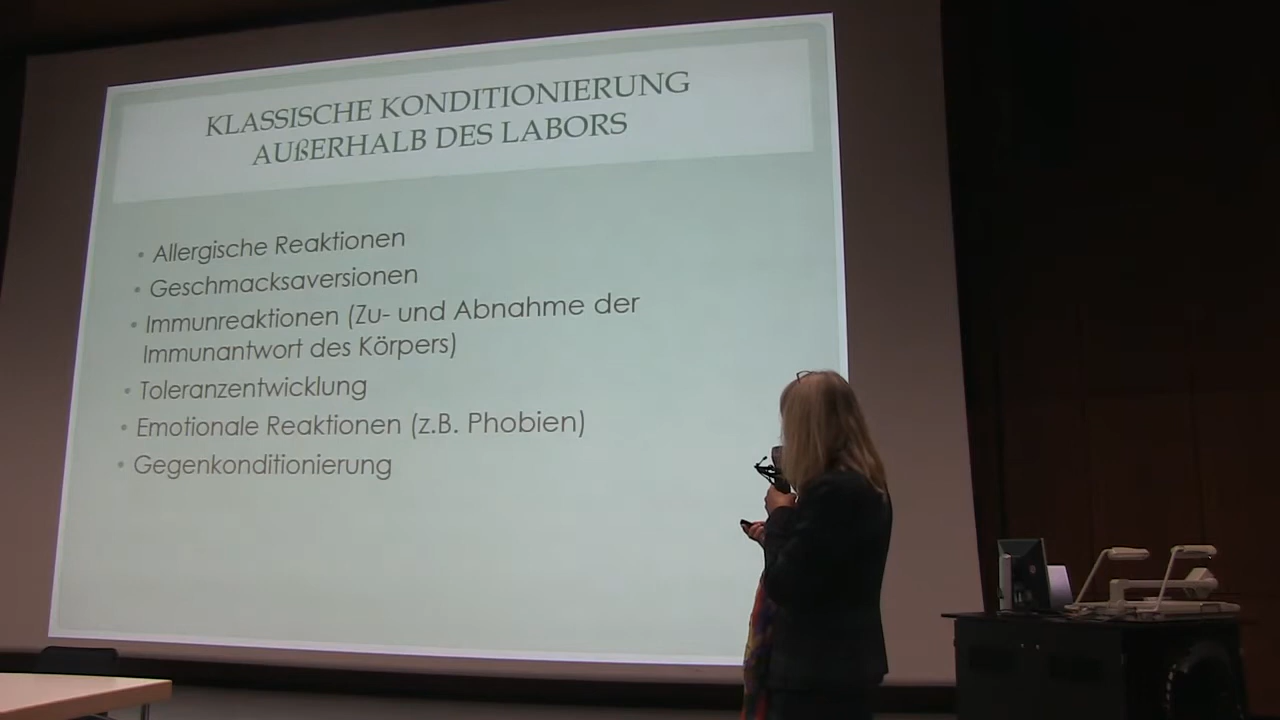 KLASSISCHE KONDITIONIERUNG
AUßERHALB DES LABORS
• Allergische Reaktionen
• Geschmacksaversionen
• Immunreaktionen (Zu- und Abnahme der
Immunantwort des Körpers)
• Toleranzentwicklung
• Emotionale Reaktionen (z.B. Phobien)
• Gegenkonditionierung